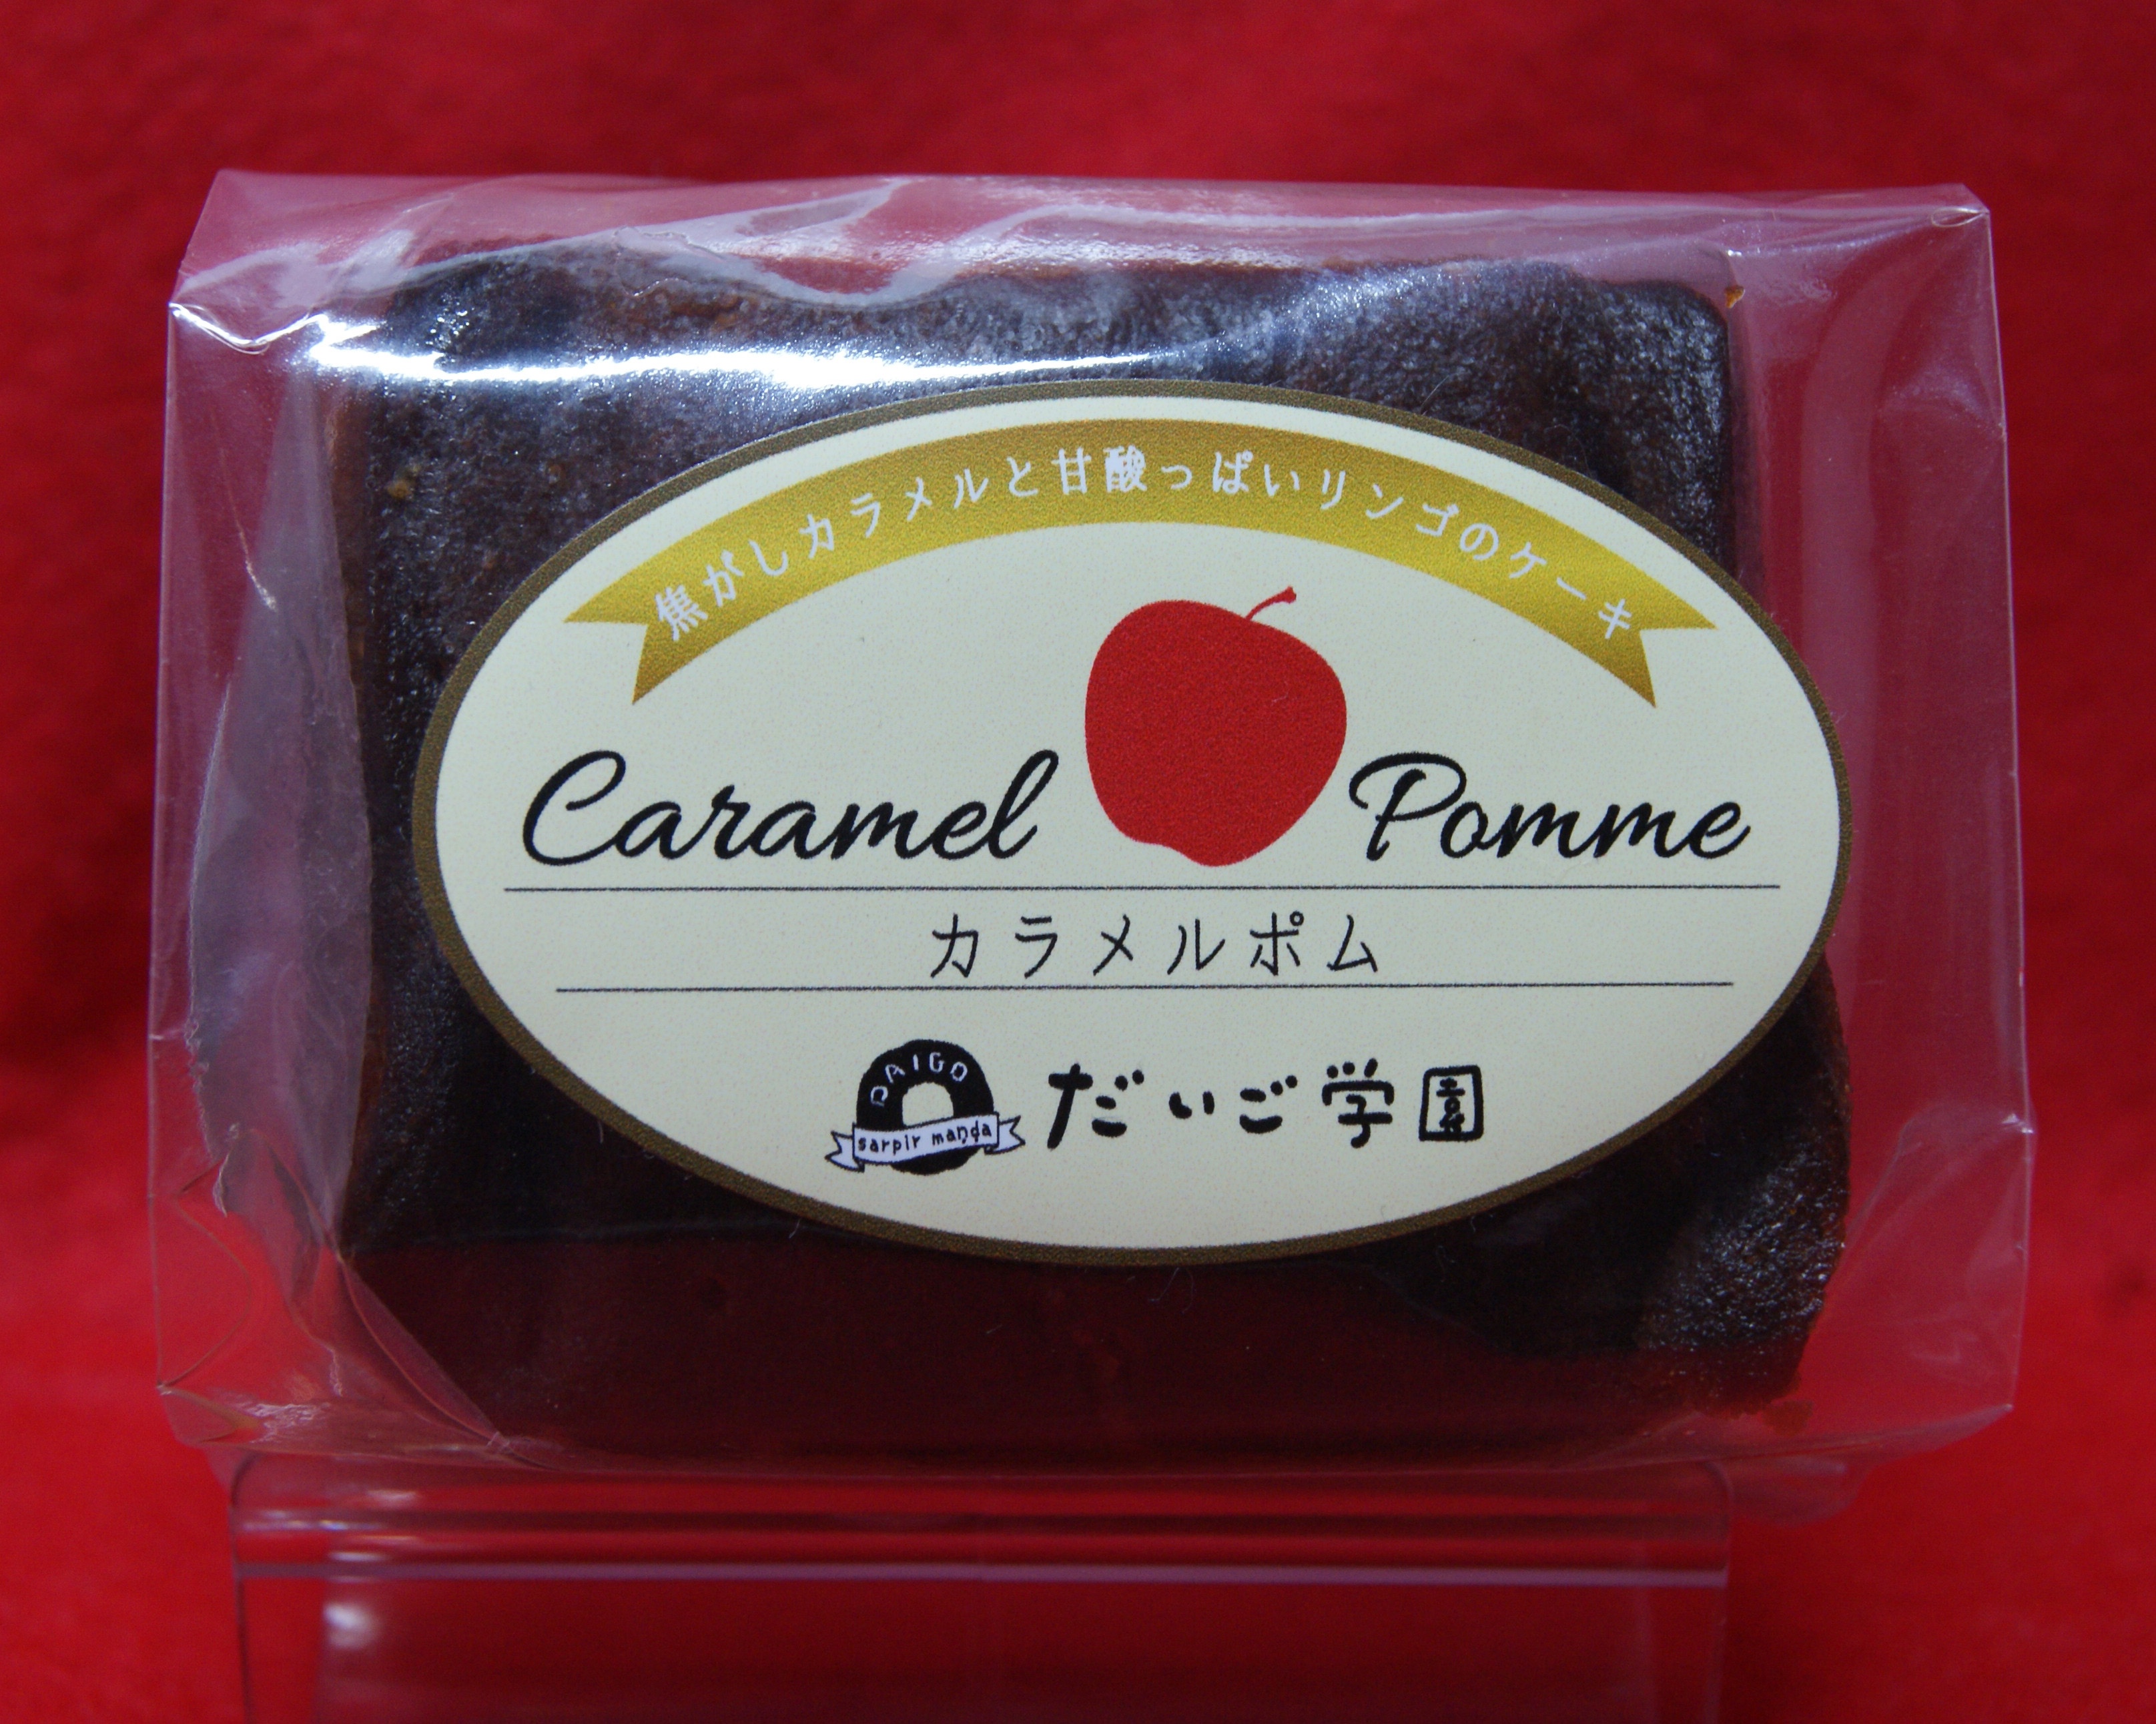 焦がしカラメルと甘酸っぱいリンゴのケーキ
Caramel Pomme
カラメルポム
DAIGO
sarpir manda
だいご学園